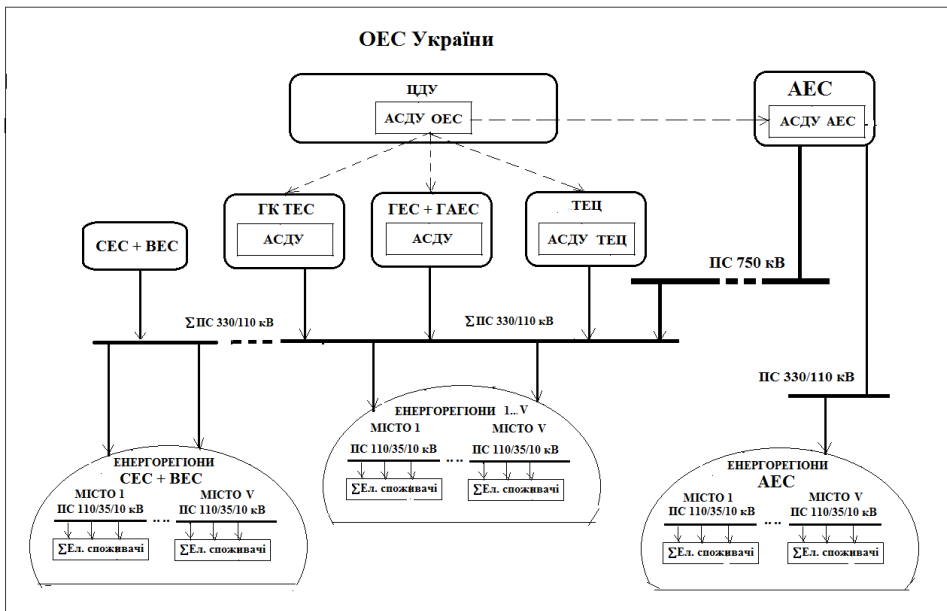 ОЕС України
ЦДУ
АСДУ ОЕС
АЕС
АСДУ АЕС
СЕС + ВЕС
ГК ТЕС
АСДУ
ГЕС + ГАЕС
АСДУ
ТЕЦ
АСДУ ТЕЦ
ПС 750 кВ
∑ ПС 330/110 кВ
∑ ПС 330/110 кВ
ПС 330/110 кВ
ЕНЕРГОРЕГІОНИ
СЕС + ВЕС
МІСТО 1
ПС 110/35/10 кВ
МІСТО V
ПС 110/35/10 кВ
∑Ел. споживачі
∑Ел. споживачі
ЕНЕРГОРЕГІОНИ 1... V
МІСТО 1
ПС 110/35/10 кВ
МІСТО V
ПС 110/35/10 кВ
∑Ел. споживачі
∑Ел. споживачі
ЕНЕРГОРЕГІОНИ
АЕС
МІСТО 1
ПС 110/35/10 кВ
МІСТО V
ПС 110/35/10 кВ
∑Ел. споживачі
∑Ел. споживачі